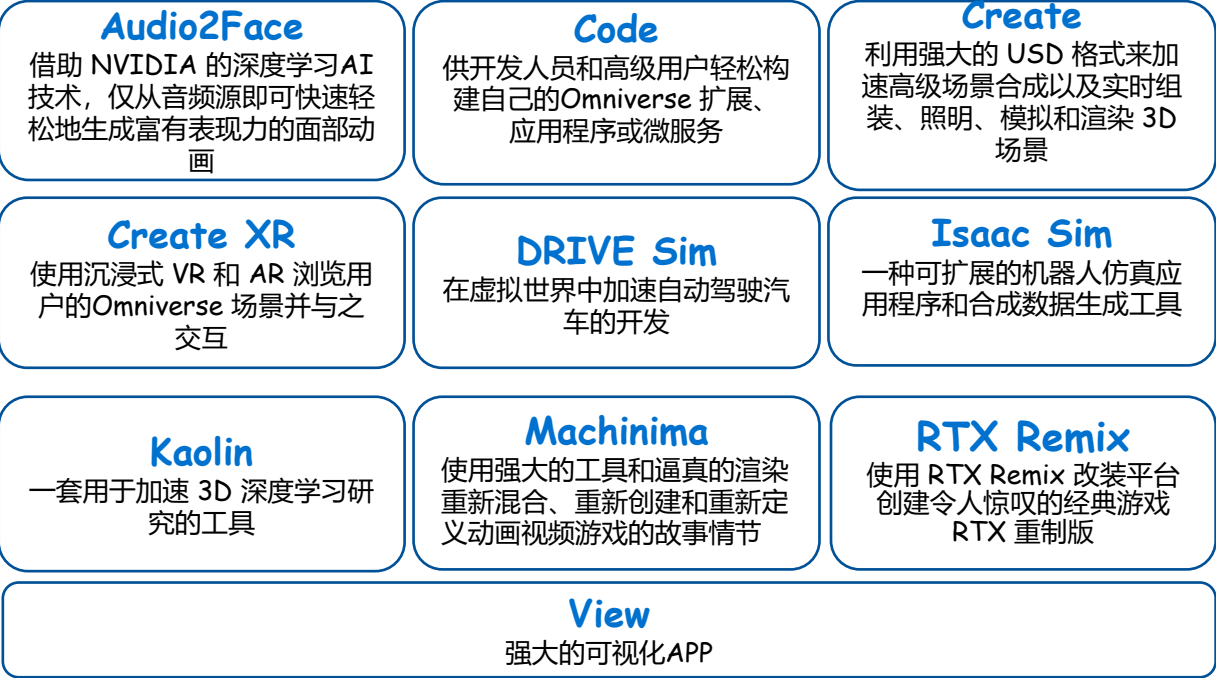 Audio2Face
借助 NVIDIA 的深度学习AI
技术，仅从音频源即可快速轻
松地生成富有表现力的面部动
画
Code
供开发人员和高级用户轻松构
建自己的Omniverse 扩展、
应用程序或微服务
Create
利用强大的 USD 格式来加
速高级场景合成以及实时组
装、照明、模拟和渲染 3D
场景
Create XR
使用沉浸式 VR 和 AR 浏览用
户的Omniverse 场景并与之
交互
DRIVE Sim
在虚拟世界中加速自动驾驶汽
车的开发
Isaac Sim
一种可扩展的机器人仿真应
用程序和合成数据生成工具
Kaolin
一套用于加速 3D 深度学习研
究的工具
Machinima
使用强大的工具和逼真的渲染
重新混合、重新创建和重新定
义动画视频游戏的故事情节
RTX Remix
使用 RTX Remix 改装平台
创建令人惊叹的经典游戏
RTX 重制版
View
强大的可视化APP